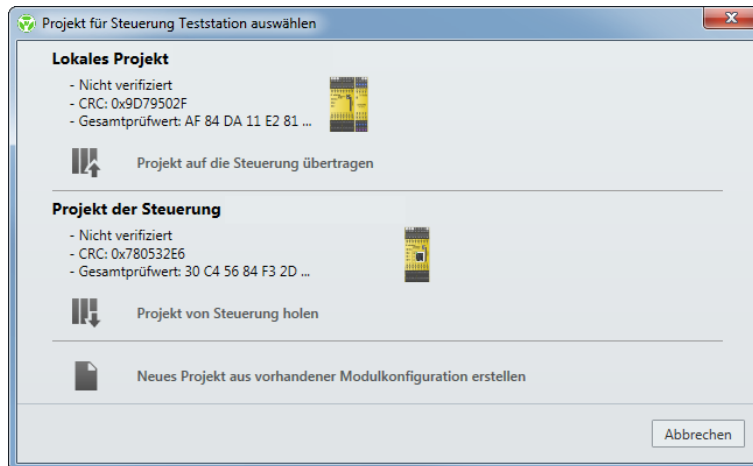 Projekt für Steuerung Teststation auswählen
Lokales Projekt
- Nicht verifiziert
- CRC: 0x9D79502F
- Gesamtprüfwert: AF 84 DA 11 E2 81 ...
Projekt auf die Steuerung übertragen
Projekt der Steuerung
- Nicht verifiziert
- CRC: 0x780532E6
- Gesamtprüfwert: 30 C4 56 84 F3 2D ...
Projekt von Steuerung holen
Neues Projekt aus vorhandener Modulkonfiguration erstellen
Abbrechen